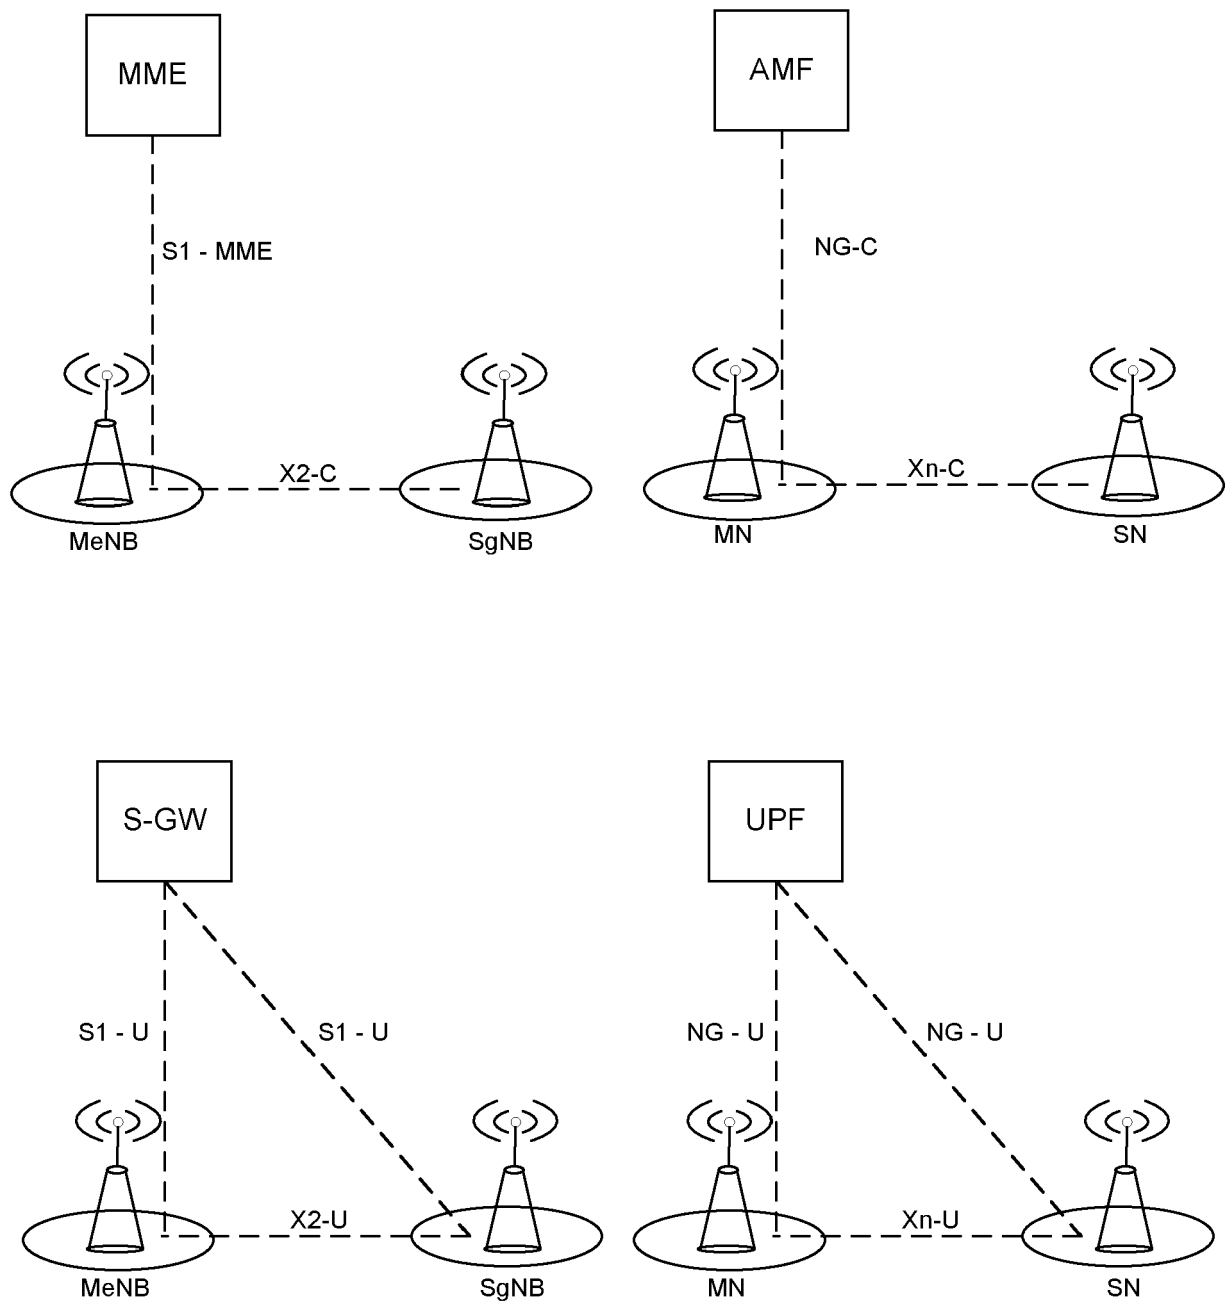 MME
AMF
S1 - MME
NG-C
X2-C
Xn-C
MeNB
SgNB
MN
SN
S-GW
UPF
S1 - U
S1 - U
NG - U
NG - U
X2-U
Xn-U
MeNB
SgNB
MN
SN